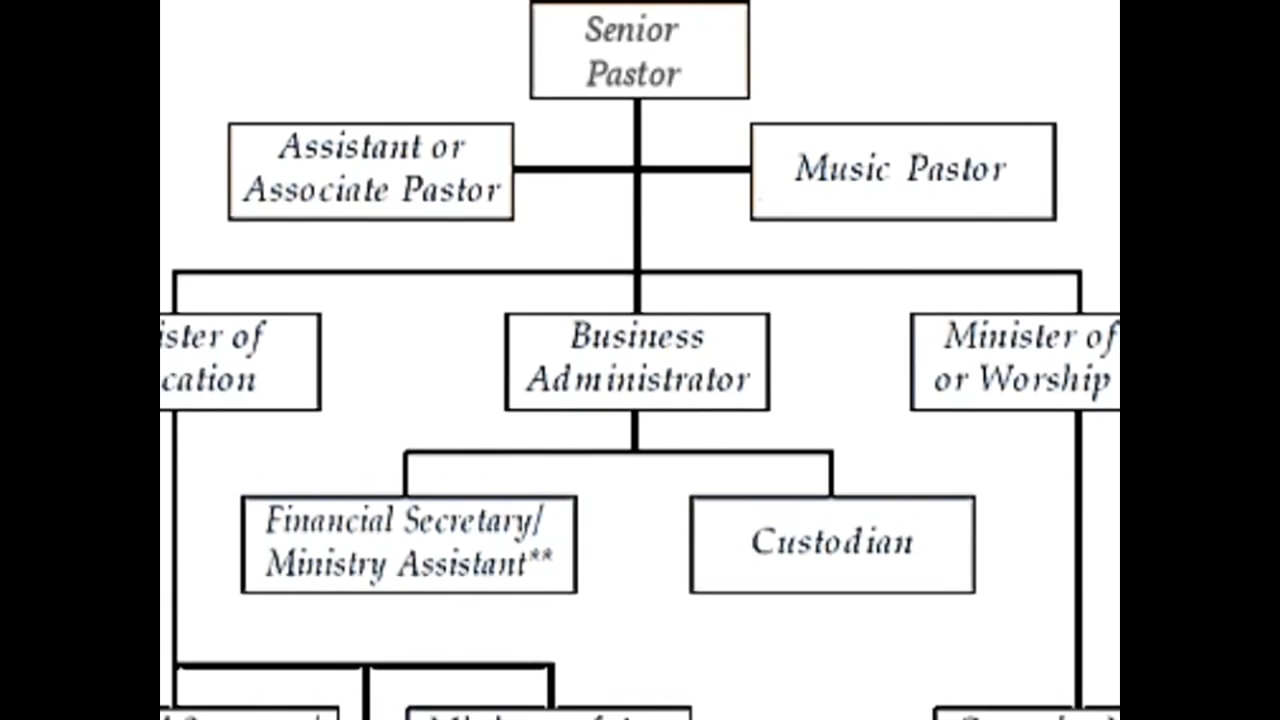 Senior
Pastor
Assistant or
Associate Pastor
Music Pastor
ister of
cation
Business
Administrator
Minister of
or Worship
Financial Secretary/
Ministry Assistant**
Custodian